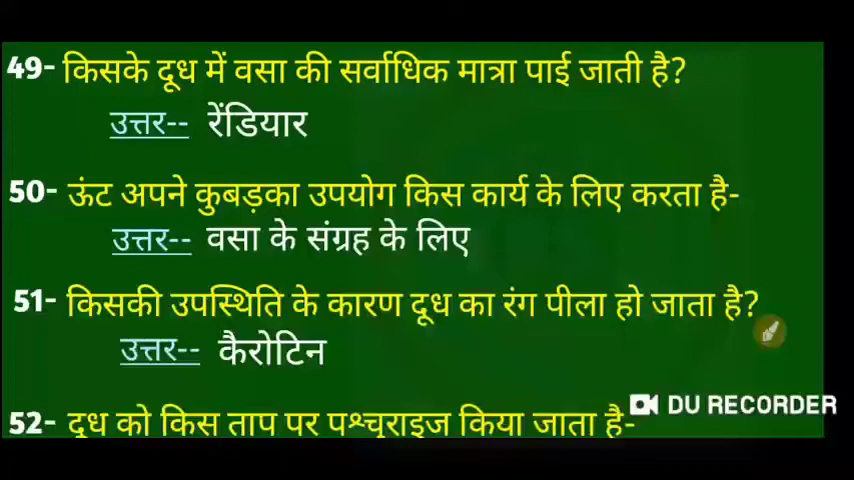 49- किसके दूध में वसा की सर्वाधिक मात्रा पाई जाती है?
उत्तर-- रेंडियार
50- ऊंट अपने कुबड़का उपयोग किस कार्य के लिए करता है-
उत्तर-- वसा के संग्रह के लिए
51- किसकी उपस्थिति के कारण दूध का रंग पीला हो जाता है?
उत्तर-- कैरोटिन
52- दूध को किस ताप पर पश्चुराइज किया जाता है-
DU RECORDER